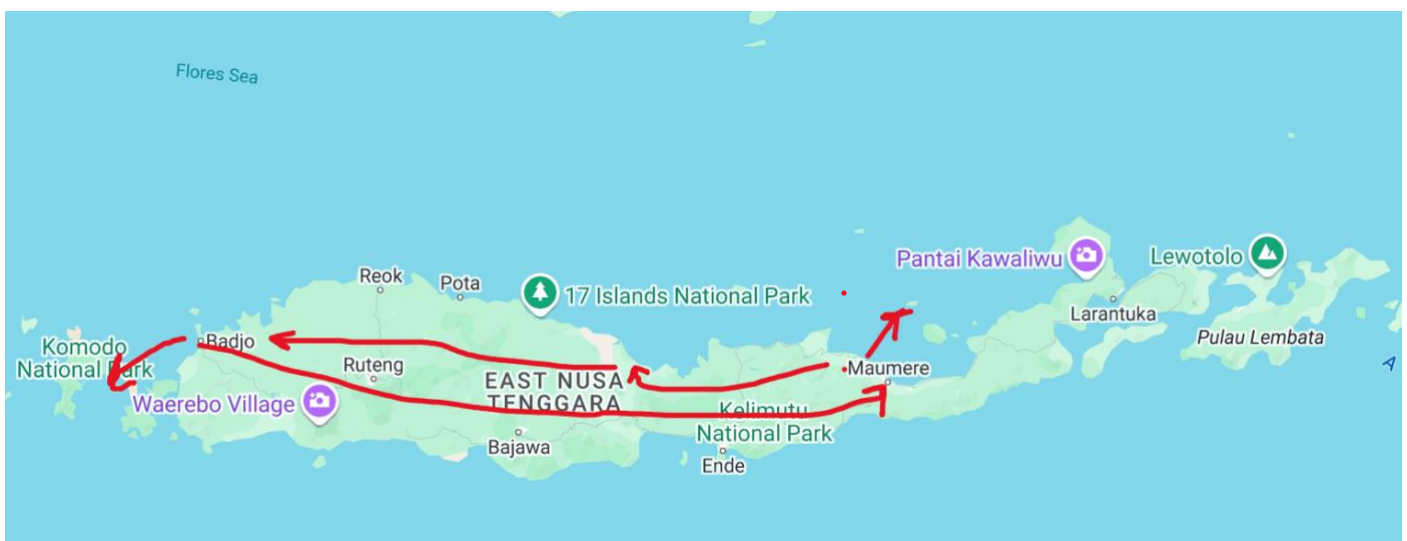 Flores Sea
Pantai Kawaliwu
Lewotolo
Reok
Pota
17 Islands National Park
Larantuka
Pulau Lembata
Badjo
Komodo
National Park
Ruteng
Maumere
EAST NUSA
TENGGARA
Waerebo Village
Kelimutu
National Park
Bajawa
Ende
A